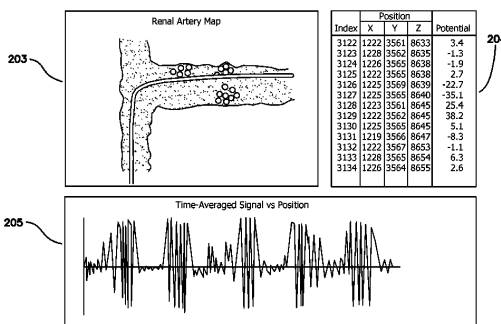 Renal Artery Map
203
Position
Index X Y Z Potential
3122 1222 3561 8633 3.4
3123 1228 3562 8635 -1.3
3124 1226 3565 8638 -1.9
3125 1222 3565 8638 2.7
3126 1225 3569 8639 -22.7
3127 1225 3565 8640 -35.1
3128 1223 3561 8645 25.4
3129 1222 3562 8645 38.2
3130 1225 3565 8645 5.1
3131 1219 3566 8647 -8.3
3132 1222 3567 8653 -1.1
3133 1228 3565 8654 6.3
3134 1226 3564 8655 2.6
20
Time-Averaged Signal vs Position
205